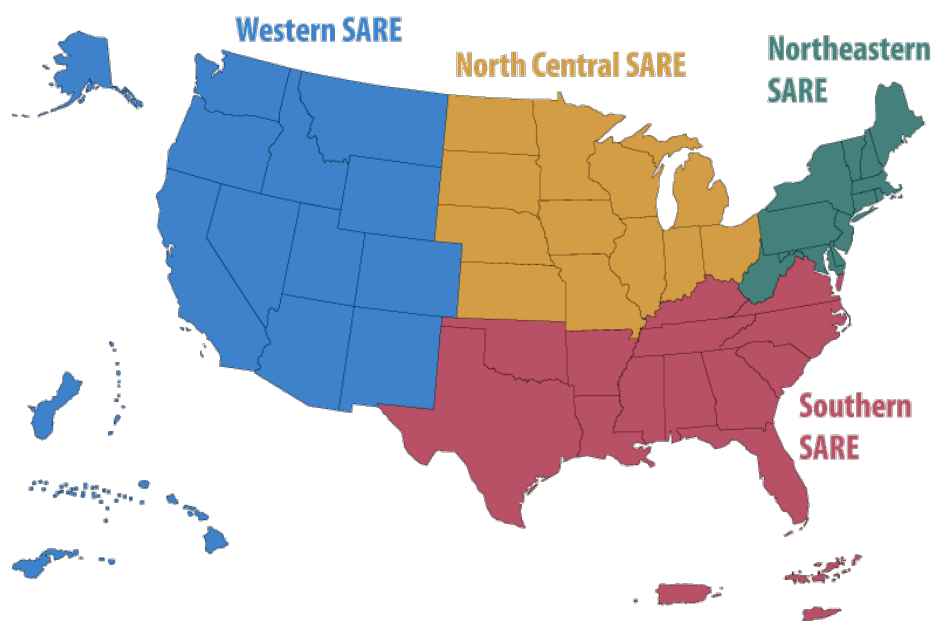 Western SARE
North Central SARE
Northeastern
SARE
Southern
SARE